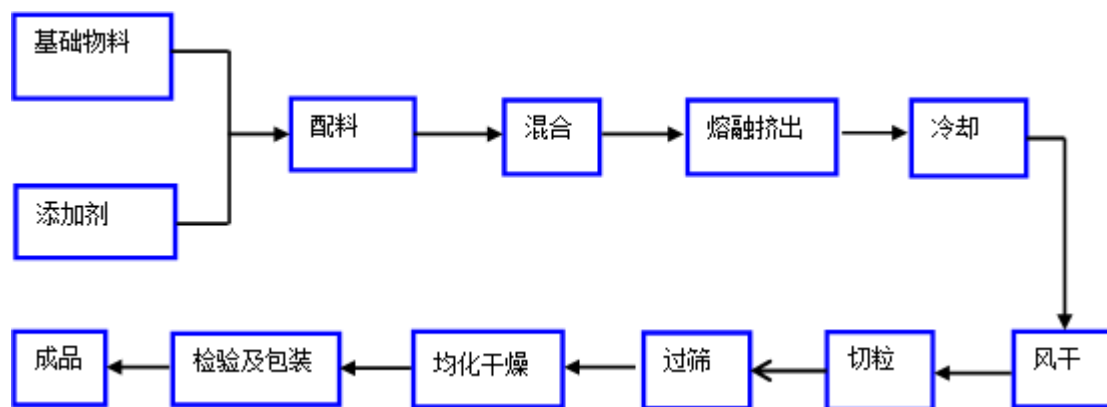 基础物料
添加剂
配料
混合
熔融挤出
冷却
风干
切粒
过筛
均化干燥
检验及包装
成品